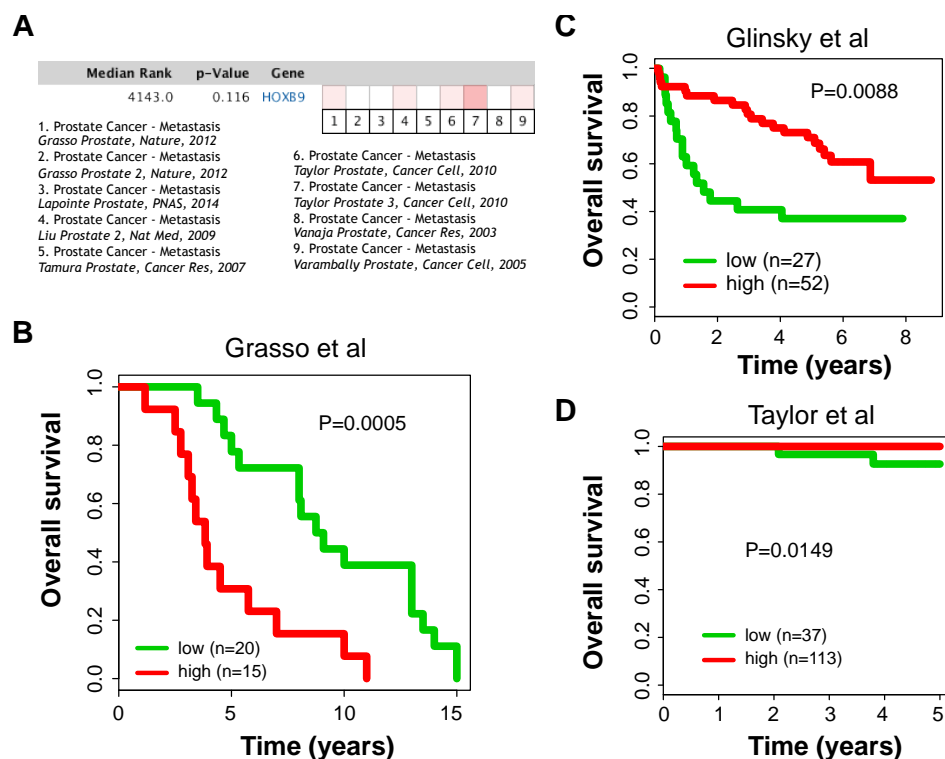 A
Median Rank p-Value Gene
4143.0 0.116 HOXB9
1 2 3 4 5 6 7 8 9
1. Prostate Cancer - Metastasis
Grasso Prostate, Nature, 2012
2. Prostate Cancer - Metastasis
Grasso Prostate 2, Nature, 2012
3. Prostate Cancer - Metastasis
Lapointe Prostate, PNAS, 2014
4. Prostate Cancer - Metastasis
Liu Prostate 2, Nat Med, 2009
5. Prostate Cancer - Metastasis
Tamura Prostate, Cancer Res, 2007
6. Prostate Cancer - Metastasis
Taylor Prostate, Cancer Cell, 2010
7. Prostate Cancer - Metastasis
Taylor Prostate 3, Cancer Cell, 2010
8. Prostate Cancer - Metastasis
Vanaja Prostate, Cancer Res, 2003
9. Prostate Cancer - Metastasis
Varambally Prostate, Cancer Cell, 2005
B
Grasso et al
Overall survival
1.0
0.8
0.6
0.4
0.2
0.0
P=0.0005
low (n=20)
high (n=15)
0 5 10 15
Time (years)
C
Glinsky et al
Overall survival
1.0
0.8
0.6
0.4
0.2
0.0
P=0.0088
low (n=27)
high (n=52)
0 2 4 6 8
Time (years)
D
Taylor et al
Overall survival
1.0
0.8
0.6
0.4
0.2
0.0
P=0.0149
low (n=37)
high (n=113)
0 1 2 3 4 5
Time (years)